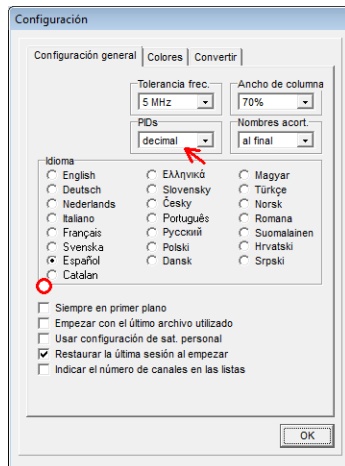 Configuración
Configuración general Colores Convertir
Tolerancia frec. Ancho de columna
5 MHz 70%
PIDs Nombres acort.
decimal al final
Idioma
English Ελληνικά Magyar
Deutsch Slovensky Türkçe
Nederlands Česky Norsk
Italiano Português Romana
Français Русский Suomalainen
Svenska Polski Hrvatski
Español Dansk Srpski
Catalan
Siempre en primer plano
Empezar con el último archivo utilizado
Usar configuración de sat. personal
Restaurar la última sesión al empezar
Indicar el número de canales en las listas
OK